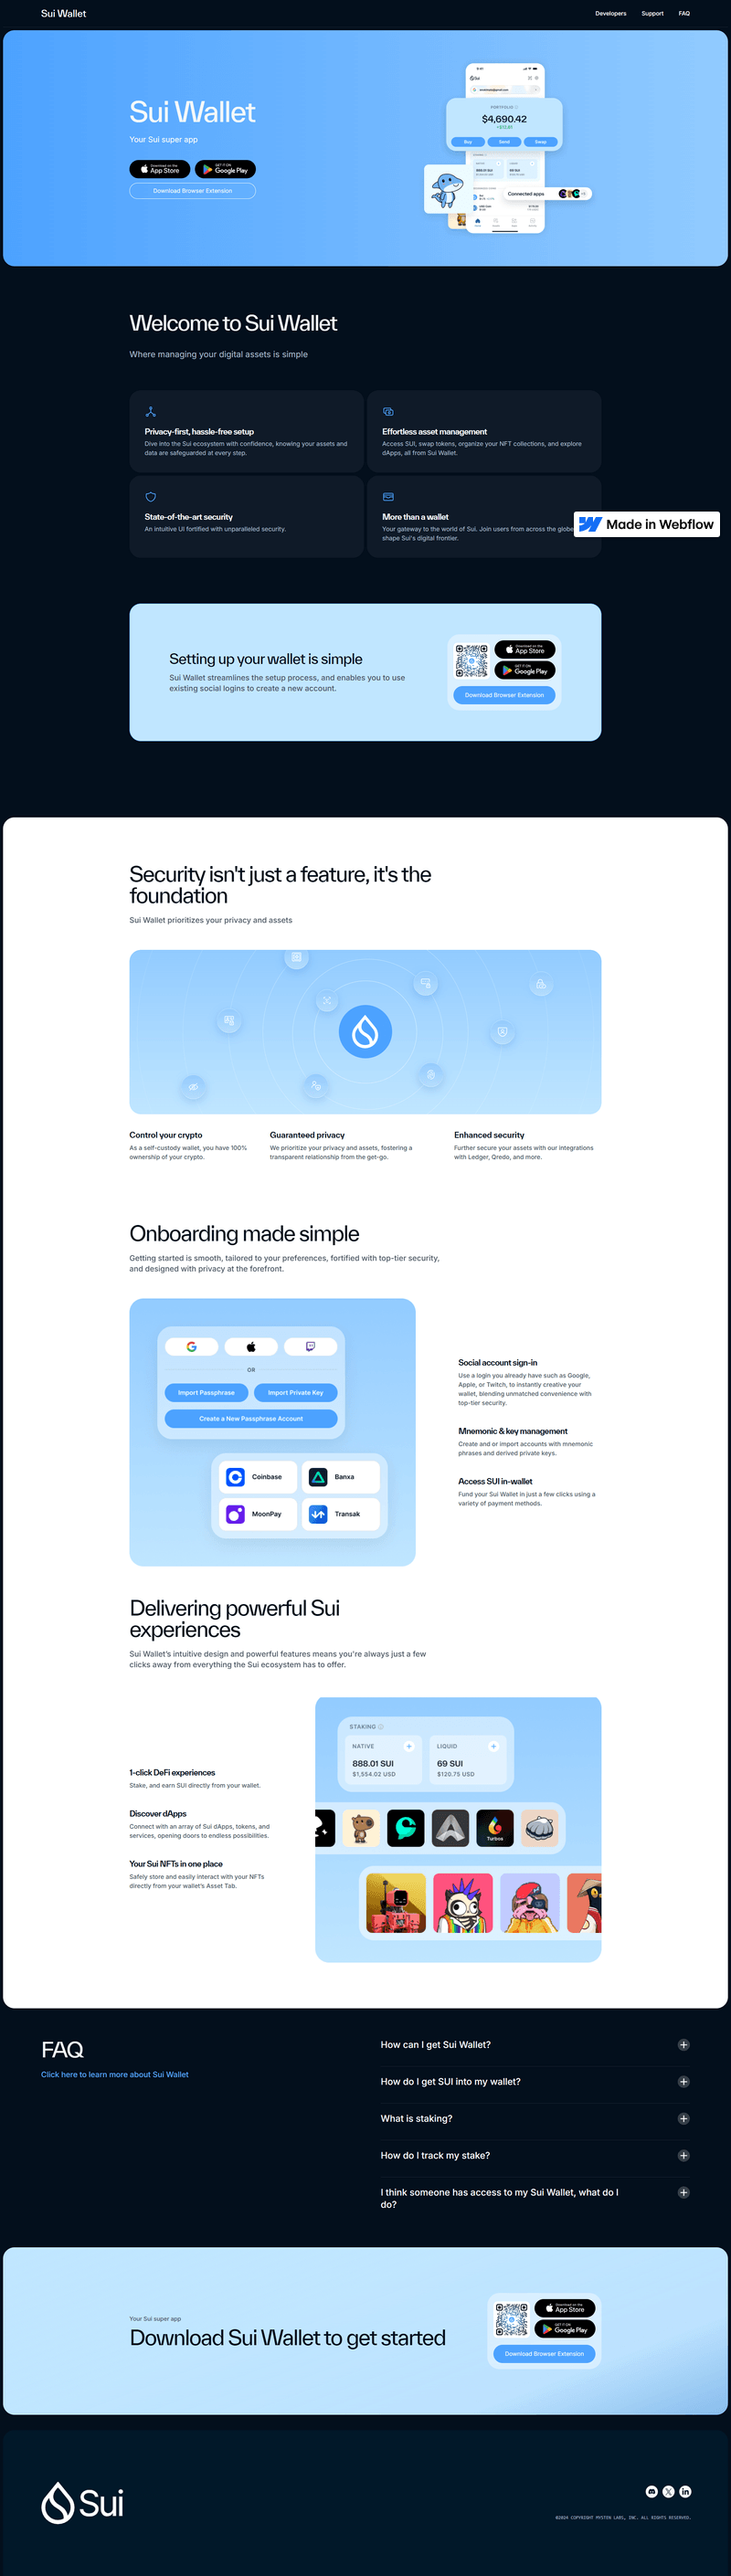 Sui Wallet
Developers
Support
FAQ
Sui Wallet
Your Sui super app
Download on the
App Store
GET IT ON
Google Play
Download Browser Extension
9:41
Sui
PORTFOLIO
$4,690.42
+$12.81
Buy
Send
Swap
Connected apps
Welcome to Sui Wallet
Where managing your digital assets is simple
Privacy-first, hassle-free setup
Dive into the Sui ecosystem with confidence, knowing your assets and
data are safeguarded at every step.
Effortless asset management
Access SUI, swap tokens, organize your NFT collections, and explore
dApps, all from Sui Wallet.
State-of-the-art security
An intuitive UI fortified with unparalleled security.
More than a wallet
Your gateway to the world of Sui. Join users from across the globe
shape Sui's digital frontier.
Made in Webflow
Setting up your wallet is simple
Sui Wallet streamlines the setup process, and enables you to use
existing social logins to create a new account.
Download on the
App Store
GET IT ON
Google Play
Download Browser Extension
Security isn't just a feature, it's the
foundation
Sui Wallet prioritizes your privacy and assets
Control your crypto
As a self-custody wallet, you have 100%
ownership of your crypto.
Guaranteed privacy
We prioritize your privacy and assets, fostering a
transparent relationship from the get-go.
Enhanced security
Further secure your assets with our integrations
with Ledger, Qredo, and more.
Onboarding made simple
Getting started is smooth, tailored to your preferences, fortified with top-tier security,
and designed with privacy at the forefront.
OR
Import Passphrase
Import Private Key
Create a New Passphrase Account
Coinbase
Banxa
MoonPay
Transak
Social account sign-in
Use a login you already have such as Google,
Apple, or Twitch, to instantly creative your
wallet, blending unmatched convenience with
top-tier security.
Mnemonic & key management
Create and or import accounts with mnemonic
phrases and derived private keys.
Access SUI in-wallet
Fund your Sui Wallet in just a few clicks using a
variety of payment methods.
Delivering powerful Sui
experiences
Sui Wallet's intuitive design and powerful features means you're always just a few
clicks away from everything the Sui ecosystem has to offer.
1-click DeFi experiences
Stake, and earn SUI directly from your wallet.
Discover dApps
Connect with an array of Sui dApps, tokens, and
services, opening doors to endless possibilities.
Your Sui NFTs in one place
Safely store and easily interact with your NFTs
directly from your wallet's Asset Tab.
STAKING
NATIVE
888.01 SUI
$1,554.02 USD
LIQUID
69 SUI
$120.75 USD
Turbos
FAQ
Click here to learn more about Sui Wallet
How can I get Sui Wallet?
How do I get SUI into my wallet?
What is staking?
How do I track my stake?
I think someone has access to my Sui Wallet, what do I
do?
Your Sui super app
Download Sui Wallet to get started
Download on the
App Store
GET IT ON
Google Play
Download Browser Extension
Sui
©2024 COPYRIGHT MYSTEN LABS, INC. ALL RIGHTS RESERVED.